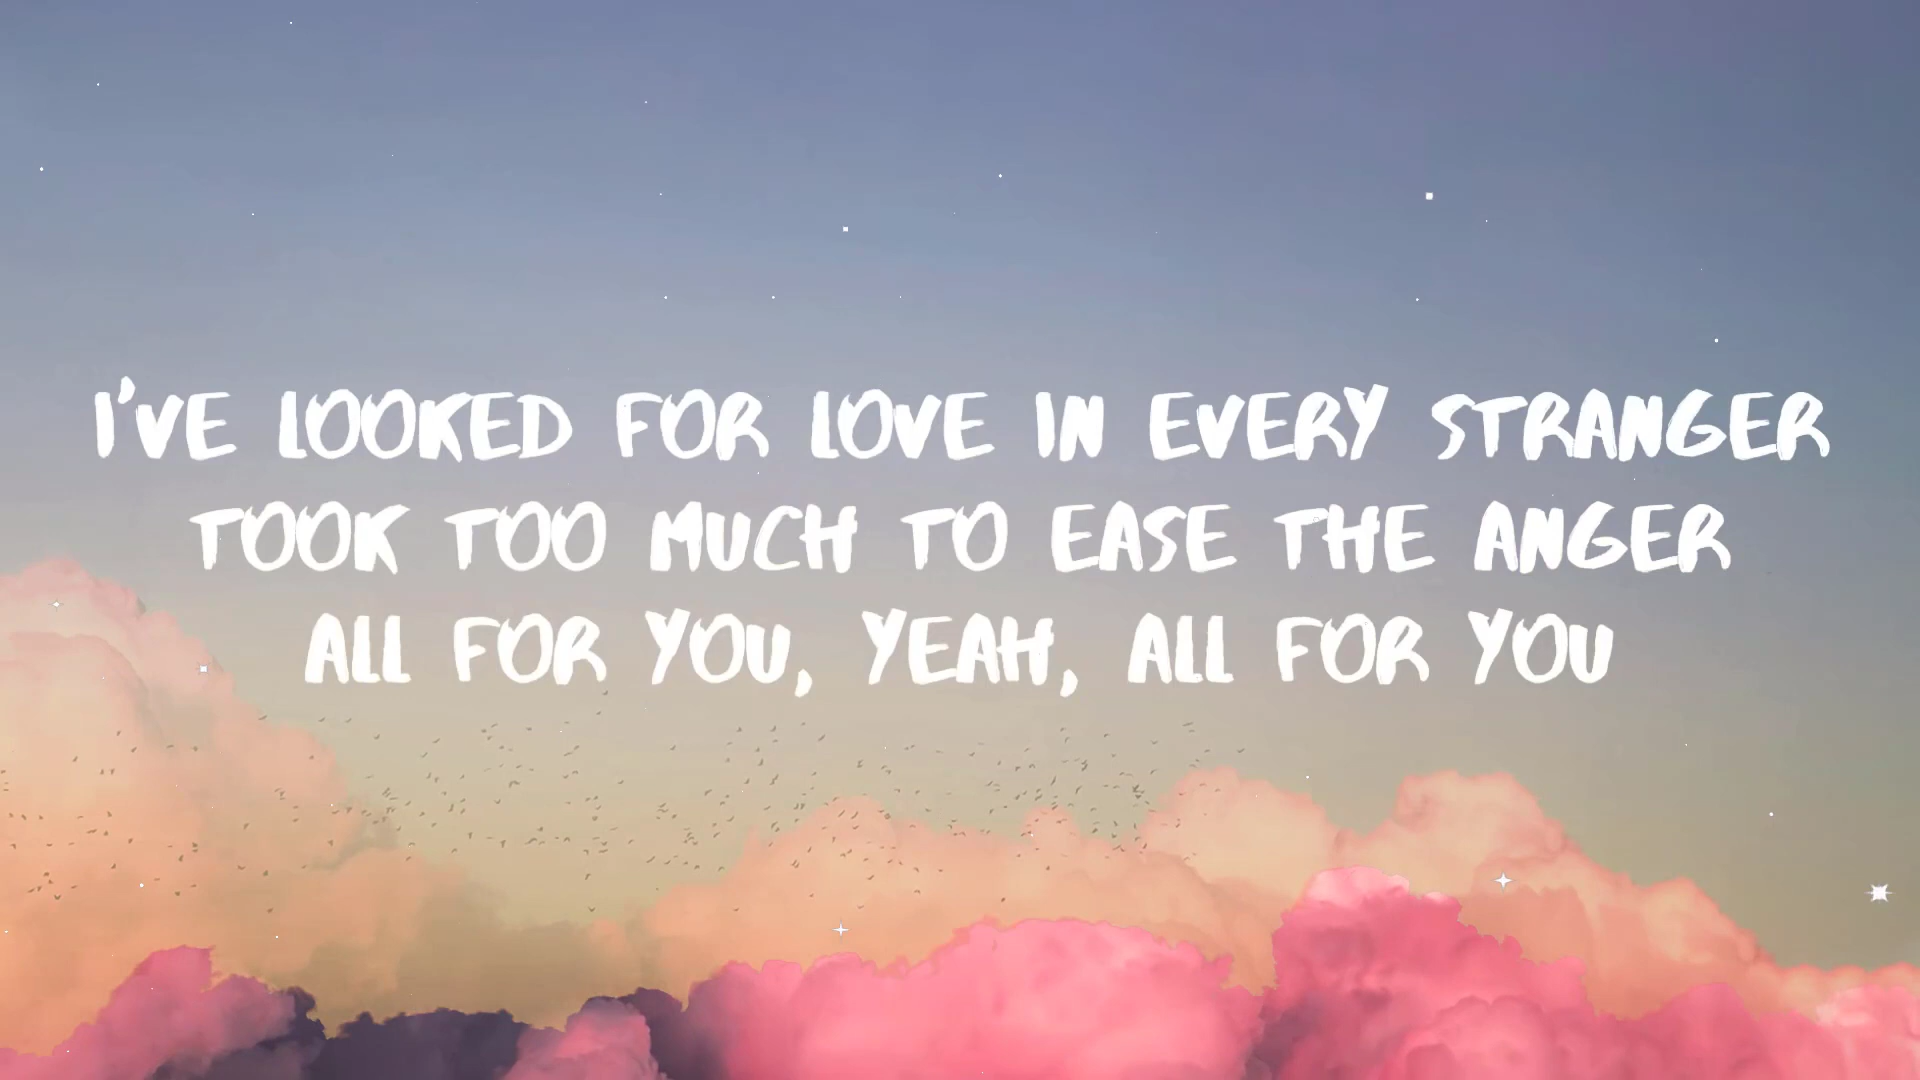 I'VE LOOKED FOR LOVE IN EVERY STRANGER
TOOK TOO MUCH TO EASE THE ANGER
ALL FOR YOU, YEAH, ALL FOR YOU